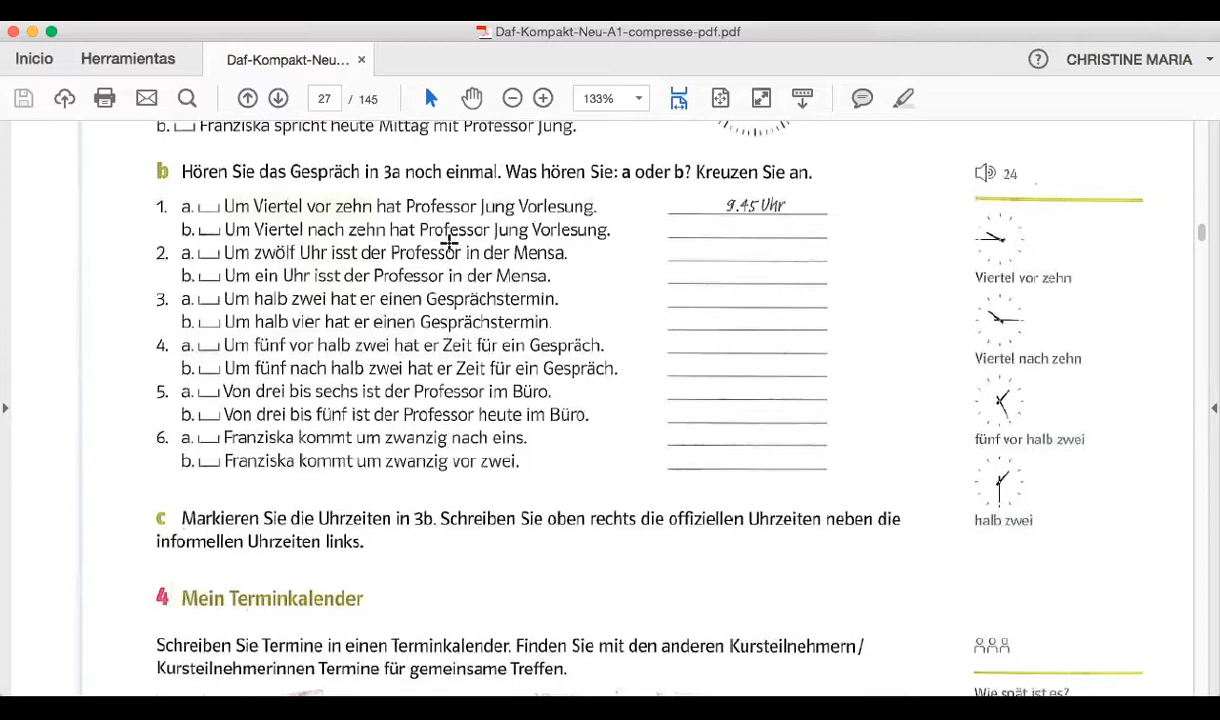 Daf-Kompakt-Neu-A1-compresse-pdf.pdf
Inicio Herramientas Daf-Kompakt-Neu... × ? CHRISTINE MARIA
27 / 145 133%
b. Franziska spricht heute Mittag mit Professor Jung.
b Hören Sie das Gespräch in 3a noch einmal. Was hören Sie: a oder b? Kreuzen Sie an. 24
1. a. Um Viertel vor zehn hat Professor Jung Vorlesung. 9.45 Uhr
b. Um Viertel nach zehn hat Professor Jung Vorlesung.
2. a. Um zwölf Uhr isst der Professor in der Mensa.
b. Um ein Uhr isst der Professor in der Mensa.
Viertel vor zehn
3. a. Um halb zwei hat er einen Gesprächstermin.
b. Um halb vier hat er einen Gesprächstermin.
4. a. Um fünf vor halb zwei hat er Zeit für ein Gespräch.
Viertel nach zehn
b. Um fünf nach halb zwei hat er Zeit für ein Gespräch.
5. a. Von drei bis sechs ist der Professor im Büro.
b. Von drei bis fünf ist der Professor heute im Büro.
6. a. Franziska kommt um zwanzig nach eins.
fünf vor halb zwei
b. Franziska kommt um zwanzig vor zwei.
c Markieren Sie die Uhrzeiten in 3b. Schreiben Sie oben rechts die offiziellen Uhrzeiten neben die
halb zwei
informellen Uhrzeiten links.
4 Mein Terminkalender
Schreiben Sie Termine in einen Terminkalender. Finden Sie mit den anderen Kursteilnehmern/
Kursteilnehmerinnen Termine für gemeinsame Treffen.
Wie spät ist es?